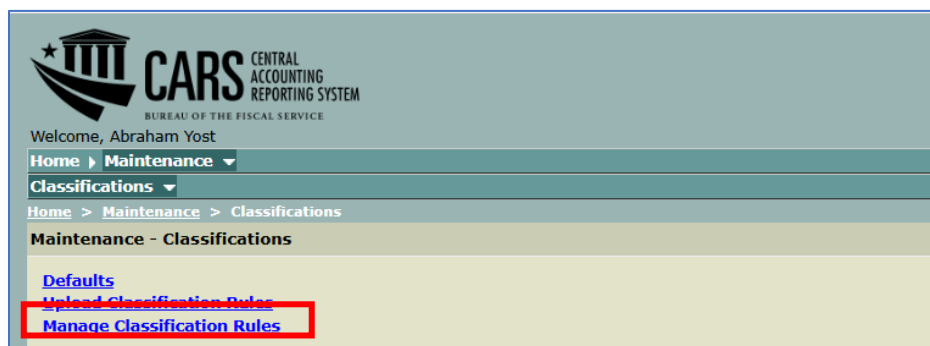 CARS CENTRAL
ACCOUNTING
REPORTING SYSTEM
BUREAU OF THE FISCAL SERVICE
Welcome, Abraham Yost
Home Maintenance
Classifications
Home > Maintenance > Classifications
Maintenance - Classifications
Defaults
Upload Classification Rules
Manage Classification Rules